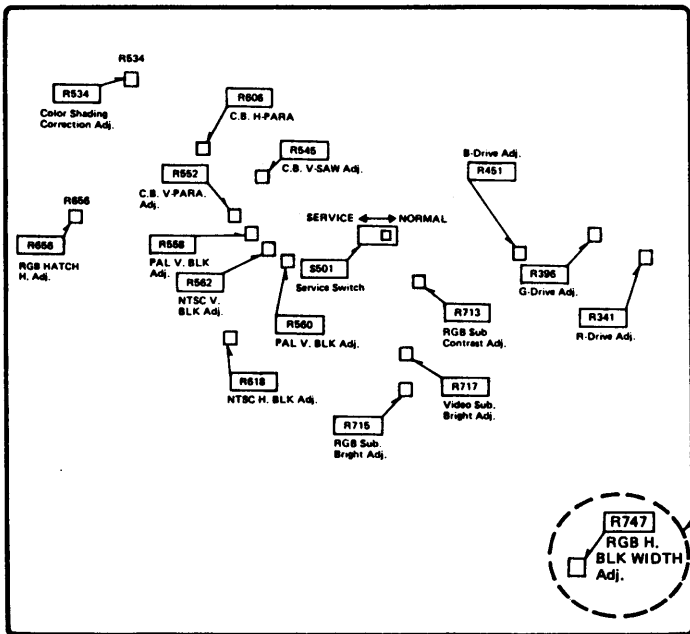 R534
R534
Color Shading
Correction Adj.
R606
C.B. H-PARA
R545
C.B. V-SAW Adj.
R552
C.B. V-PARA.
Adj.
B-Drive Adj.
R451
R656
R656
RGB HATCH
H. Adj.
SERVICE NORMAL
R558
PAL V. BLK
Adj.
R562
NTSC V.
BLK Adj.
S501
Service Switch
R560
PAL V. BLK Adj.
R396
G-Drive Adj.
R341
R-Drive Adj.
R713
RGB Sub
Contrast Adj.
R618
NTSC H. BLK Adj.
R717
Video Sub.
Bright Adj.
R715
RGB Sub.
Bright Adj.
R747
RGB H.
BLK WIDTH
Adj.